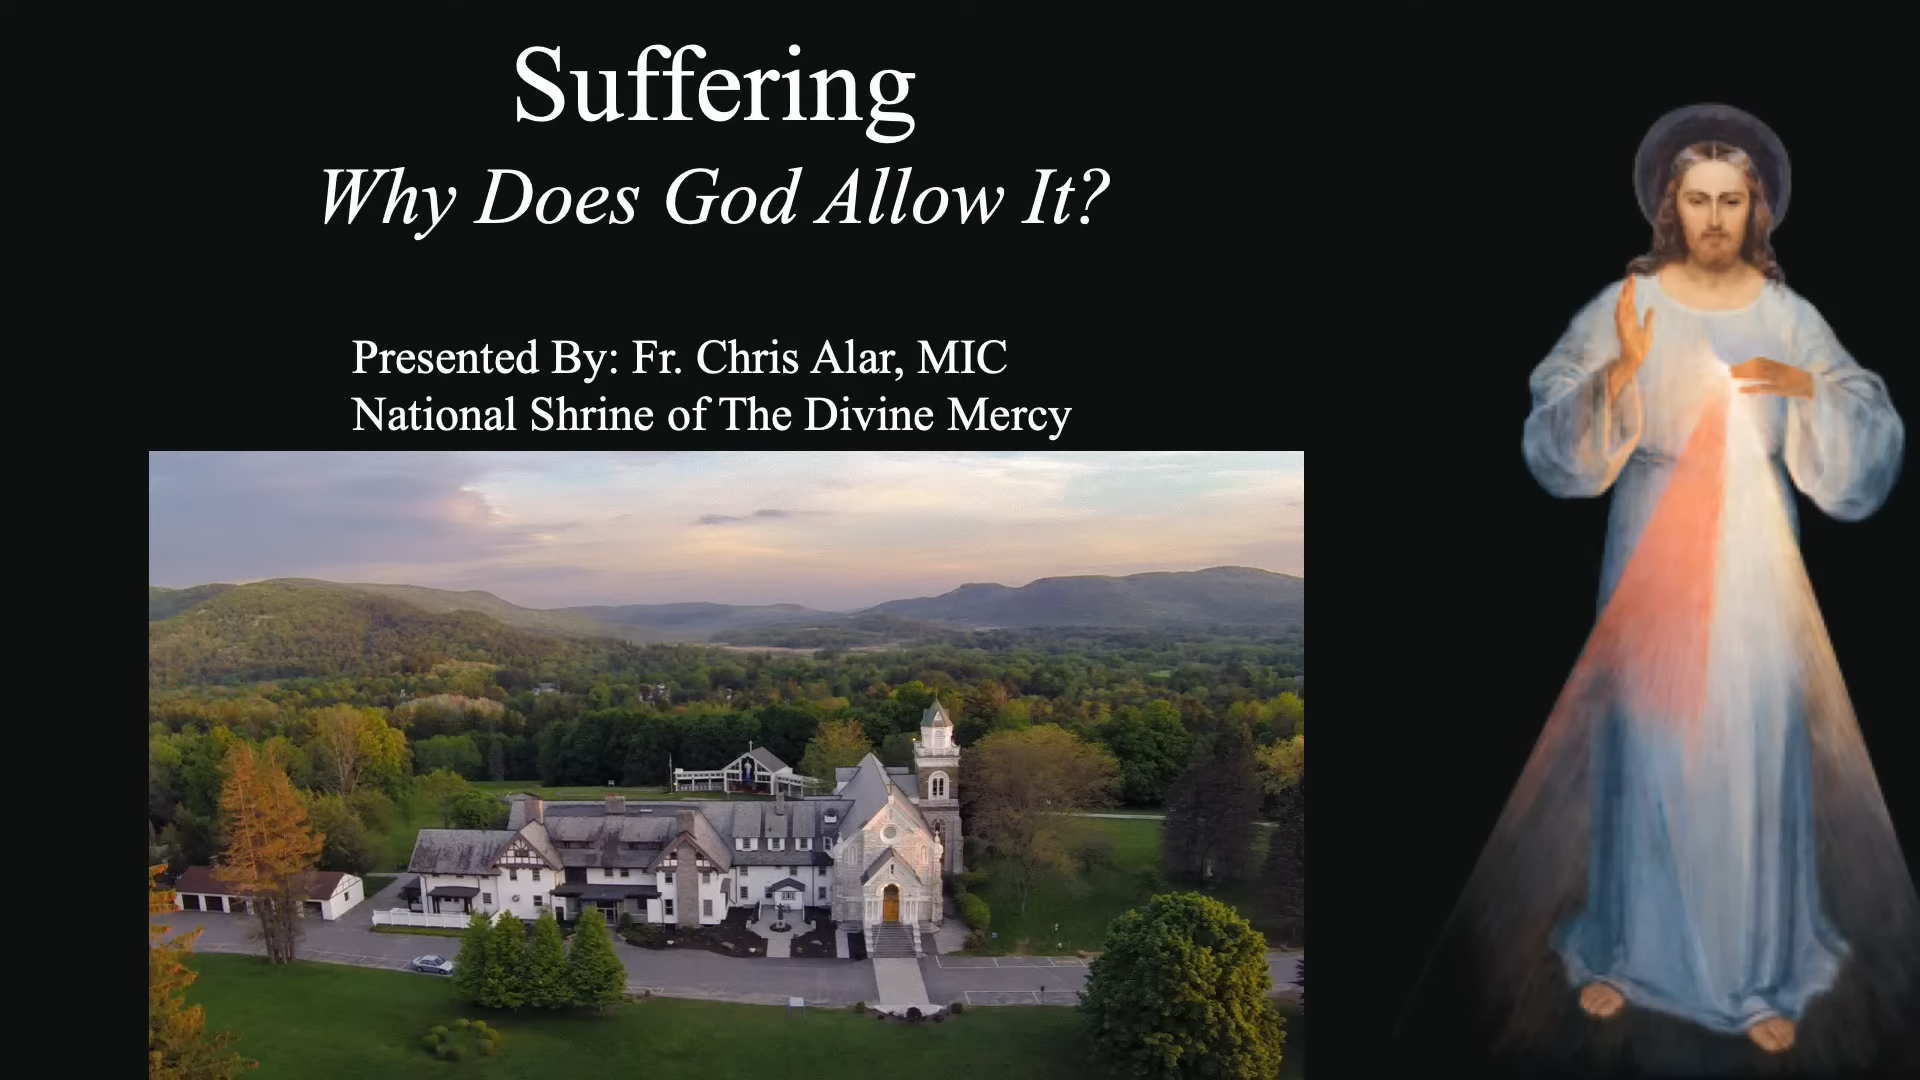 Suffering
Why Does God Allow It?
Presented By: Fr. Chris Alar, MIC
National Shrine of The Divine Mercy